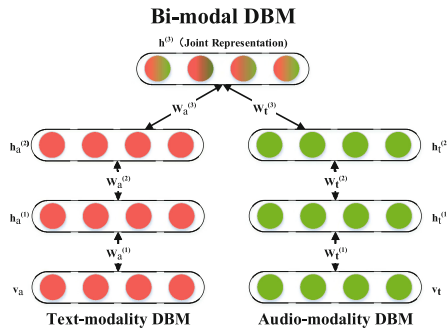 Bi-modal DBM
h(3) (Joint Representation)
Wa(3) Wt(3)
ha(2) ht(2)
Wa(2) Wt(2)
ha(1) ht(1)
Wa(1) Wt(1)
va vt
Text-modality DBM Audio-modality DBM